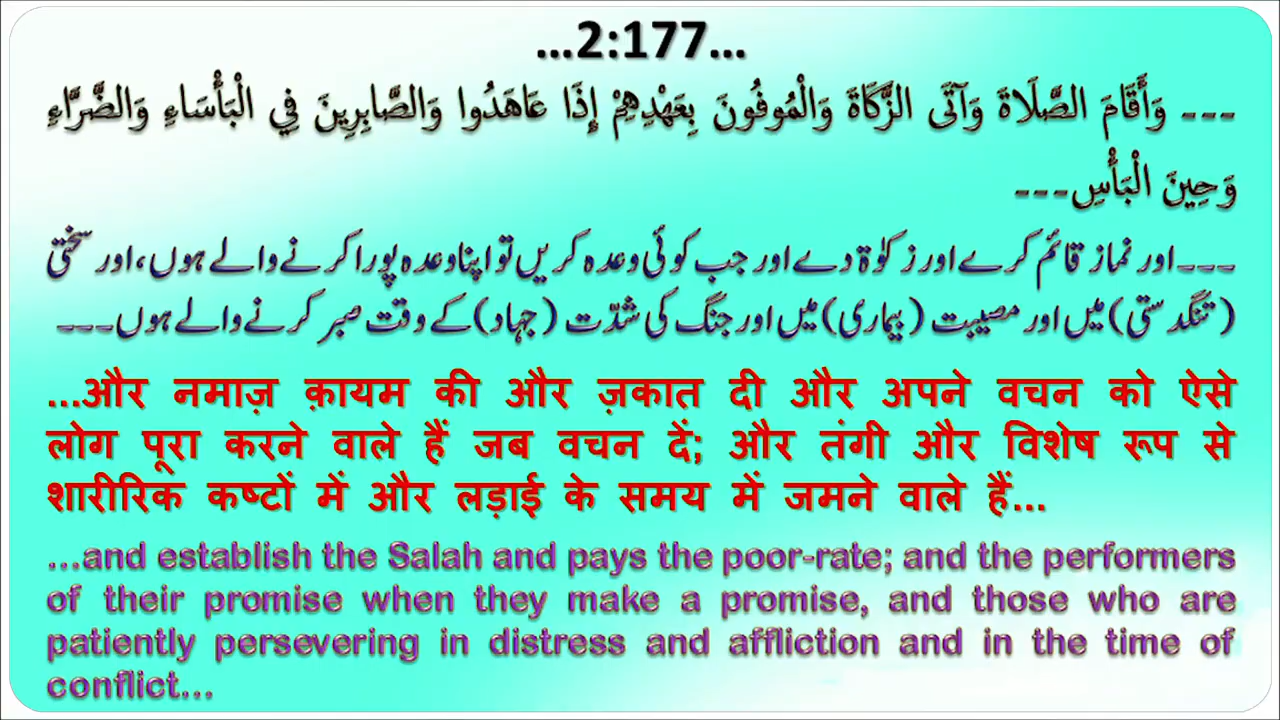 ...2:177...
--- وَأَقَامَ الصَّلَاةَ وَآتَى الزَّكَاةَ وَالْمُوفُونَ بِعَهْدِهِمْ إِذَا عَاهَدُوا وَالصَّابِرِينَ فِي الْبَأْسَاءِ وَالضَّرَّاءِ
وَحِينَ الْبَأْسِ---
---اور نماز قائم کرے اور زکوٰۃ دے اور جب کوئی وعدہ کریں تو اپنا وعدہ پورا کرنے والے ہوں، اور سختی
(تنگدستی) میں اور مصیبت (بیماری) میں اور جنگ کی شدّت (جہاد) کے وقت صبر کرنے والے ہوں---
...और नमाज़ क़ायम की और ज़कात दी और अपने वचन को ऐसे
लोग पूरा करने वाले हैं जब वचन दें; और तंगी और विशेष रूप से
शारीरिक कष्टों में और लड़ाई के समय में जमने वाले हैं...
...and establish the Salah and pays the poor-rate; and the performers
of their promise when they make a promise, and those who are
patiently persevering in distress and affliction and in the time of
conflict...